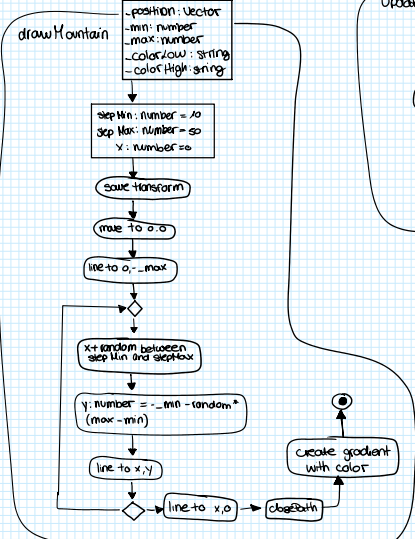 Updat
drawMountain
_position: Vector
_min: number
_max: number
_colorLow: string
_colorHigh: string
stepMin: number = 10
stepMax: number = 50
x: number = 0
save transform
move to 0.0
line to 0, -_max
x+random between
stepMin and stepMax
y: number = -_min - random*
(max-min)
line to x,y
line to x,0
closePath
create gradient
with color